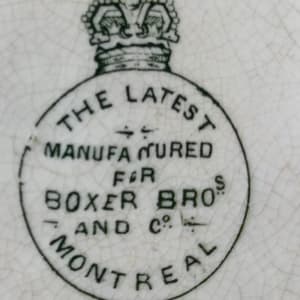 THE LATEST
MANUFACTURED
FOR
BOXER BROS
AND CO.
MONTREAL